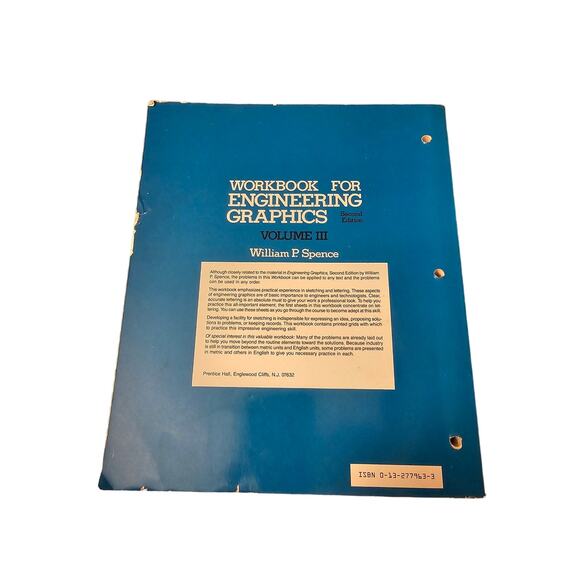 WORKBOOK FOR
ENGINEERING
GRAPHICS Second
Edition
VOLUME III
William P. Spence
Although closely related to the material in Engineering Graphics, Second Edition by William
P. Spence, the problems in this Workbook can be applied to any text and the problems
can be used in any order.
This workbook emphasizes practical experience in sketching and lettering. These aspects
of engineering graphics are of basic importance to engineers and technologists. Clear,
accurate lettering is an absolute must to give your work a professional look. To help you
practice this all-important element, the first sheets in this workbook concentrate on let-
tering. You can use these sheets as you go through the course to become adept at this skill.
Developing a facility for sketching is indispensible for expressing an idea, proposing solu-
tions to problems, or keeping records. This workbook contains printed grids with which
to practice this impressive engineering skill.
Of special interest in this valuable workbook: Many of the problems are already laid out
to help you move beyond the routine elements toward the solutions. Because industry
is still in transition between metric units and English units, some problems are presented
in metric and others in English to give you necessary practice in each.
Prentice Hall, Englewood Cliffs, N.J. 07632
ISBN 0-13-277963-3